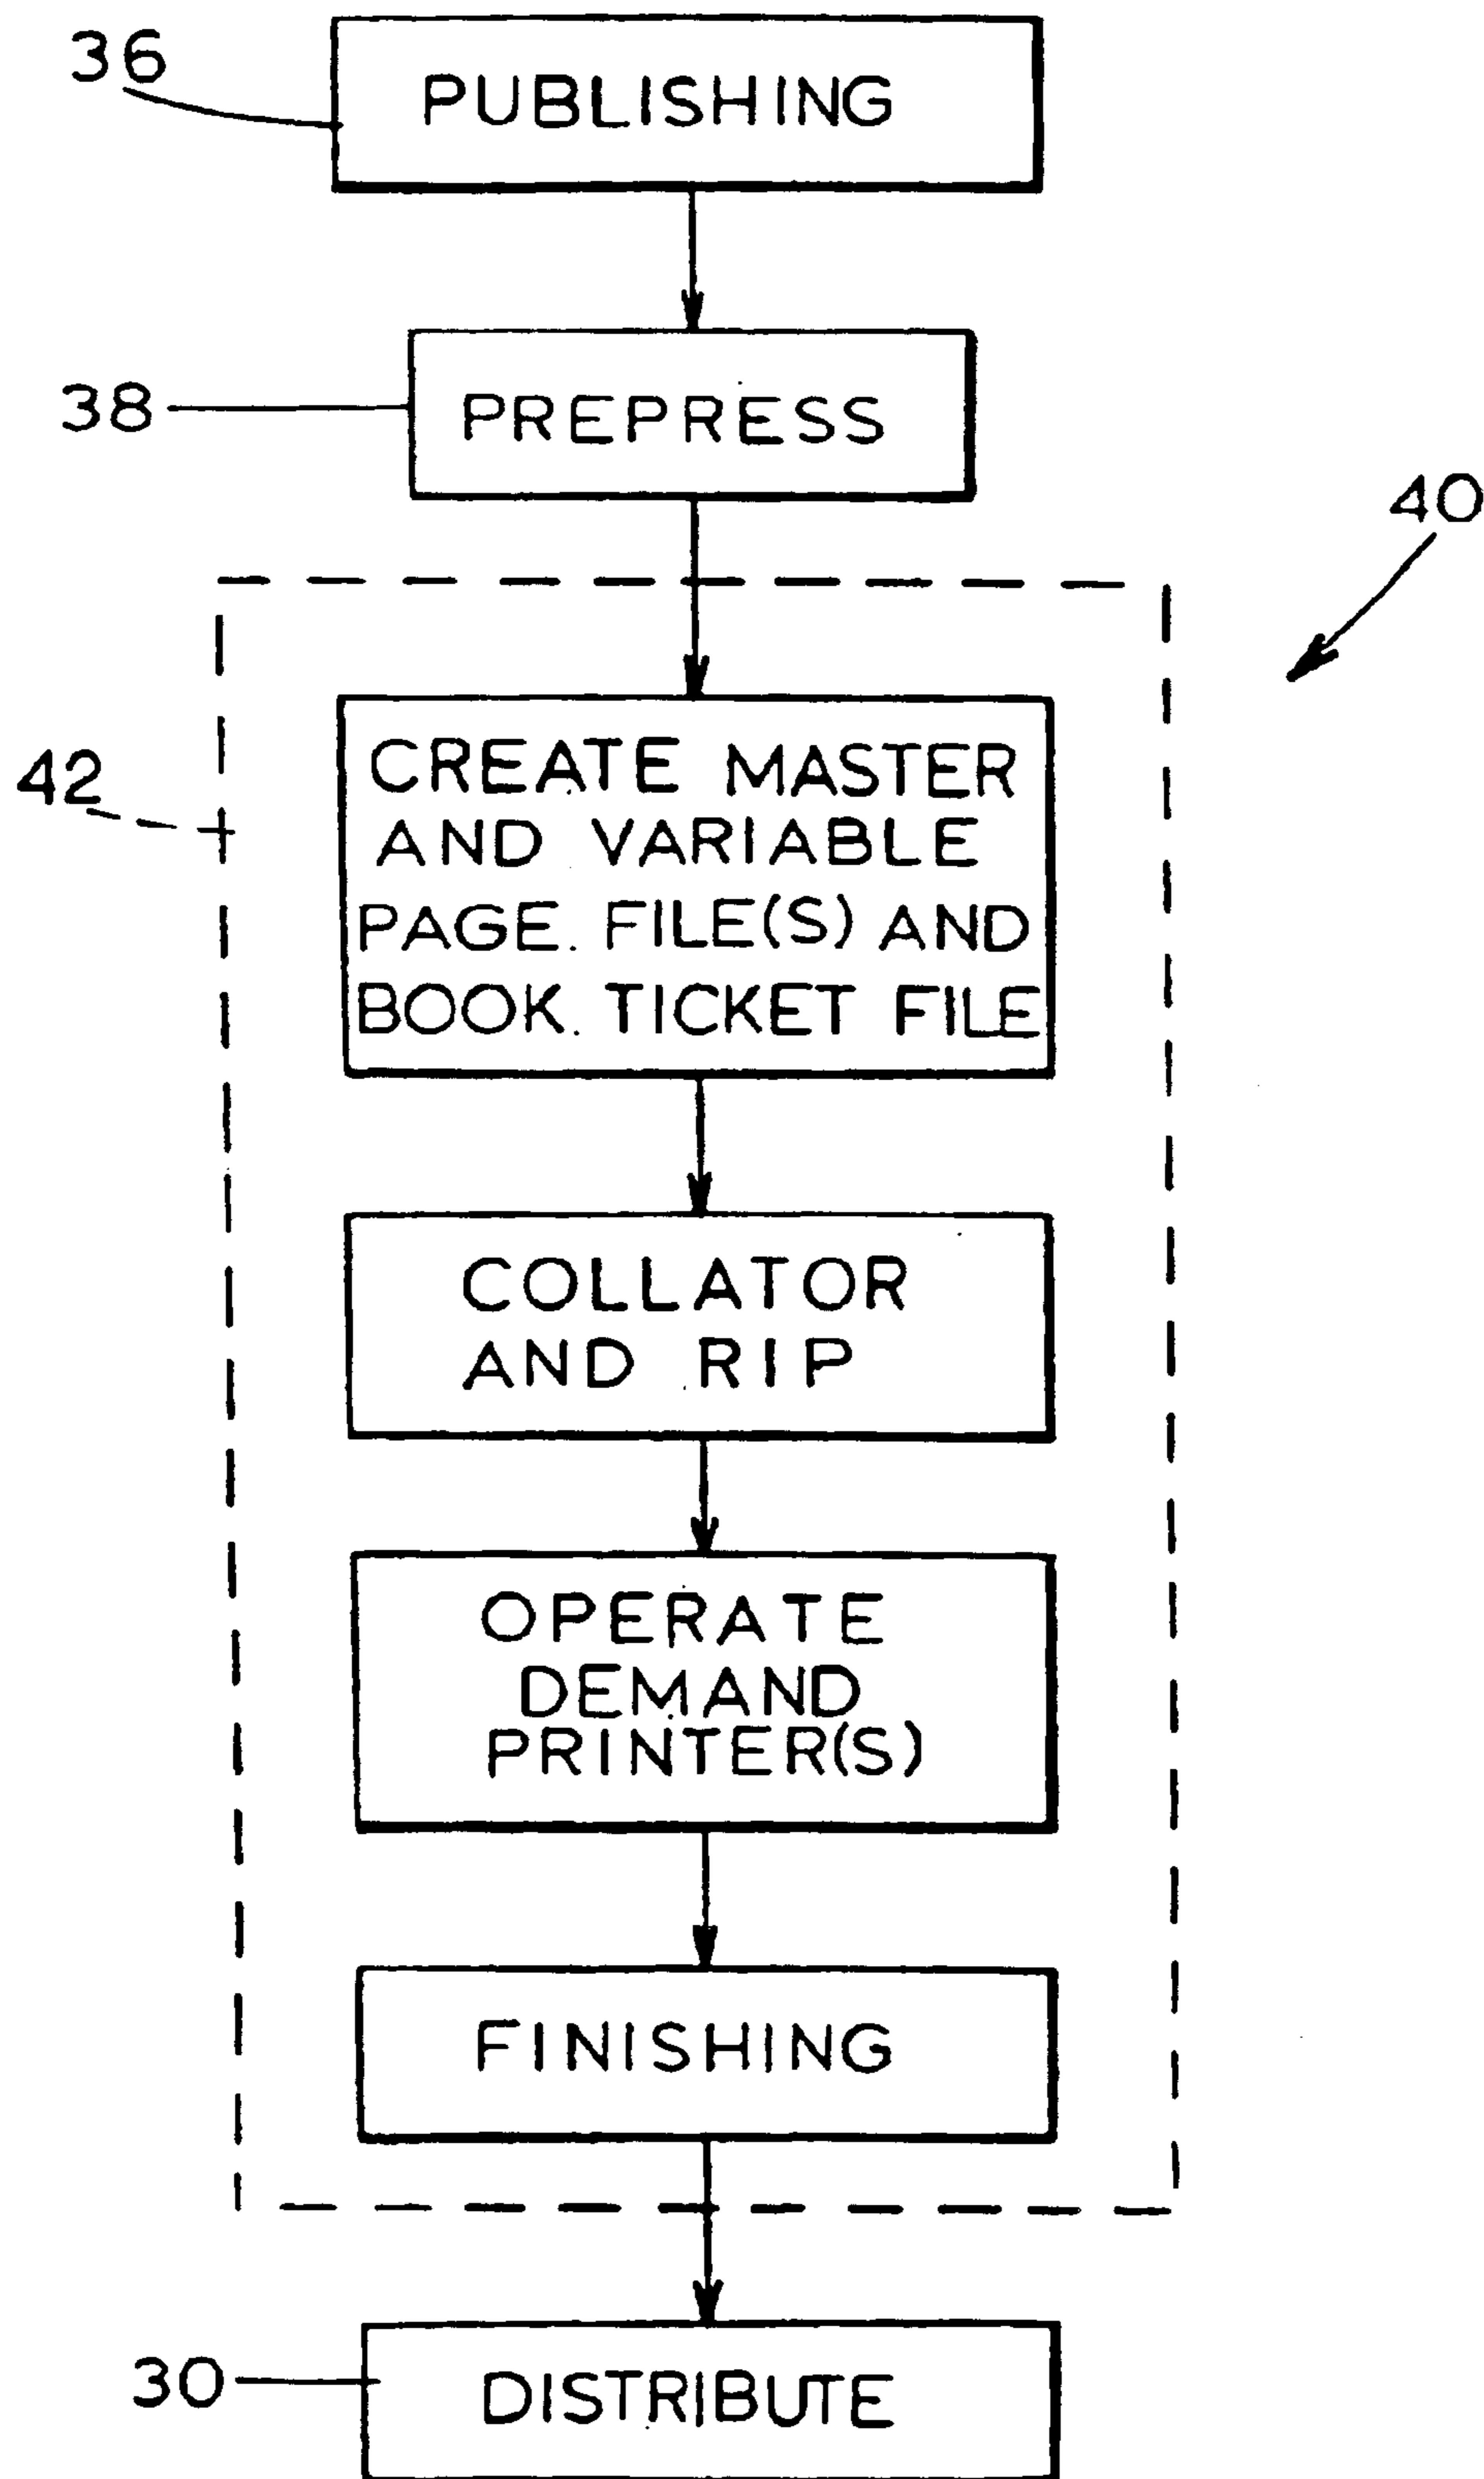 36
PUBLISHING
38
PREPRESS
40
42
CREATE MASTER
AND VARIABLE
PAGE. FILE(S) AND
BOOK. TICKET FILE
COLLATOR
AND RIP
OPERATE
DEMAND
PRINTER(S)
FINISHING
30
DISTRIBUTE